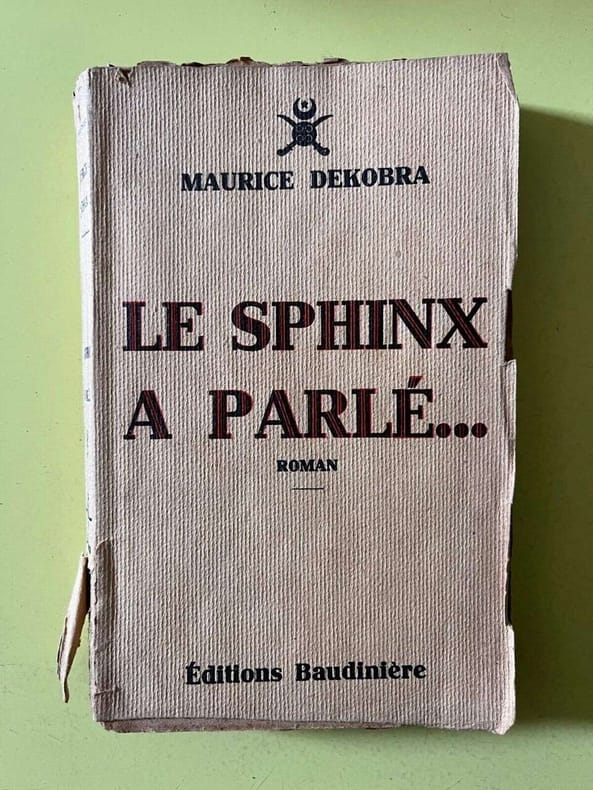 MAURICE DEKOBRA
LE SPHINX
A PARLÉ...
ROMAN
Éditions Baudinière